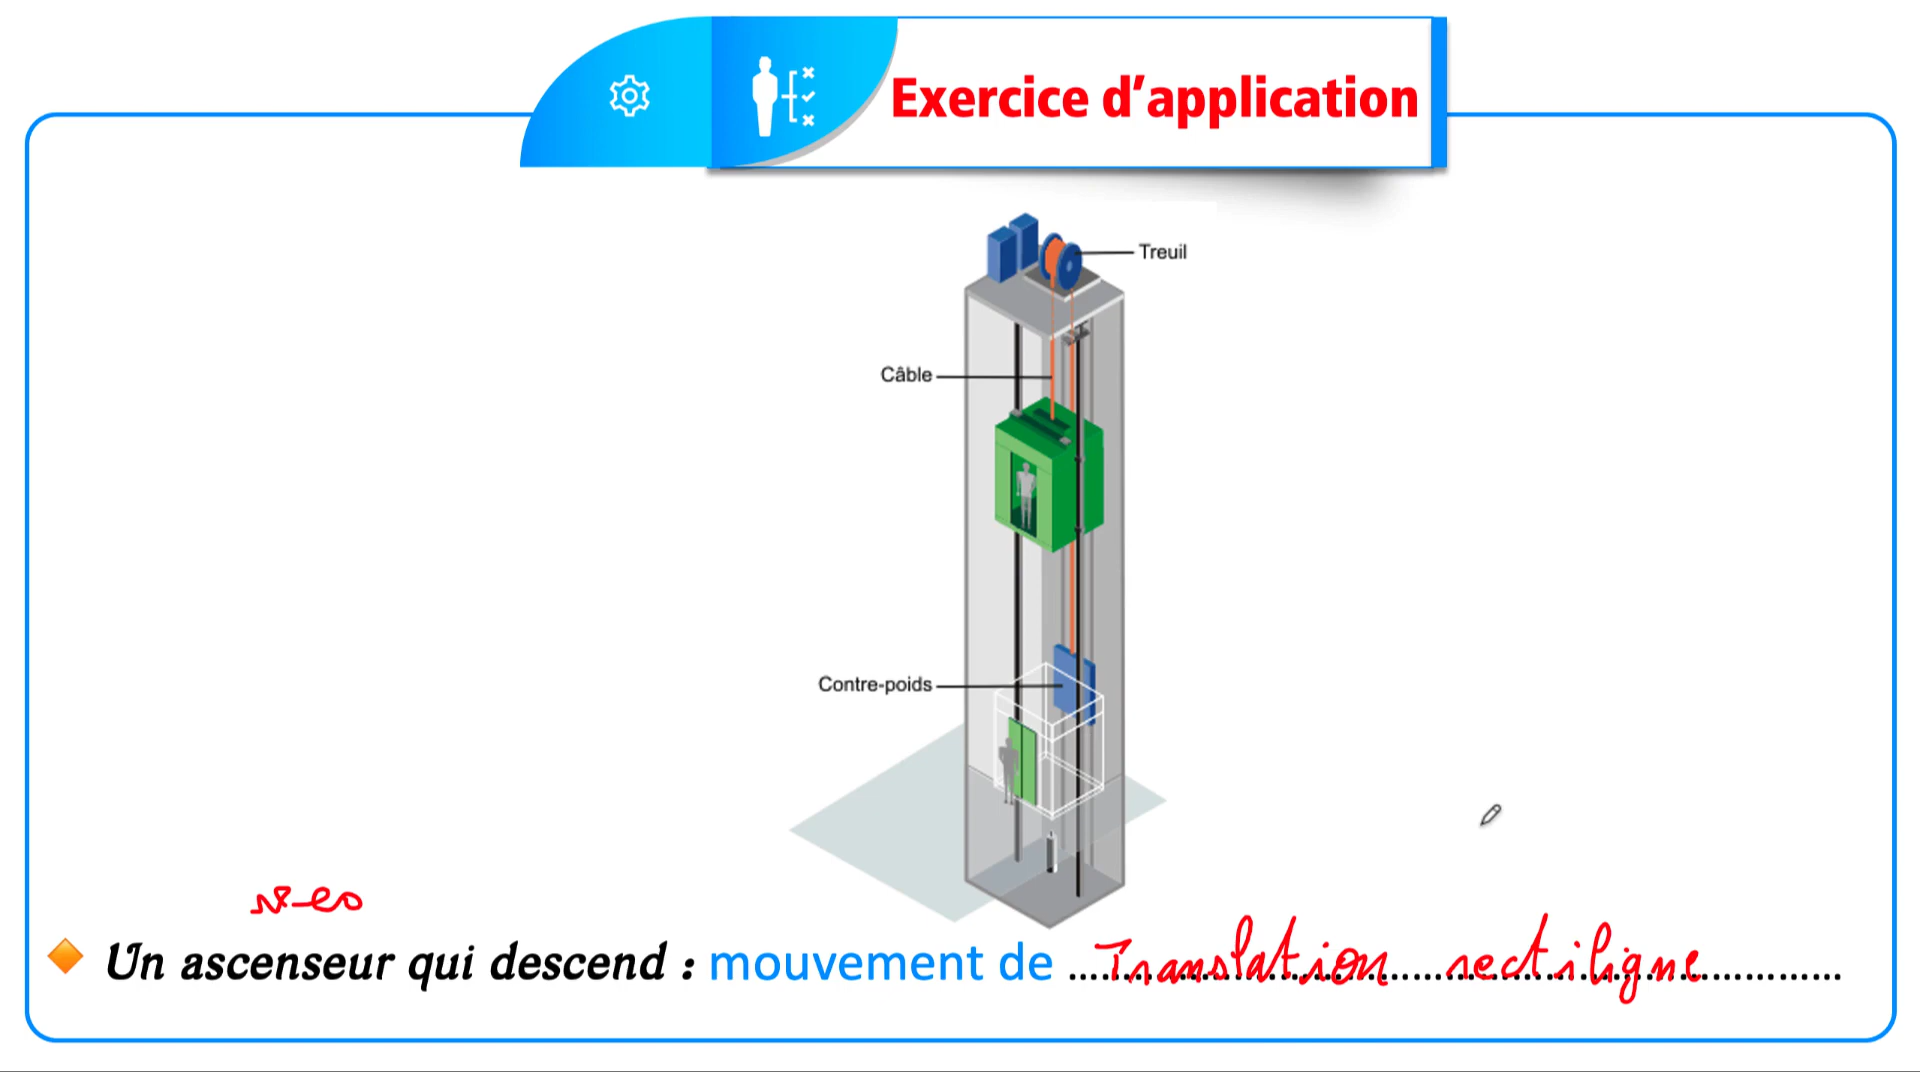 Exercice d’application
Treuil
Câble
Contre-poids
Un ascenseur qui descend : mouvement de ....Translation rectiligne..........